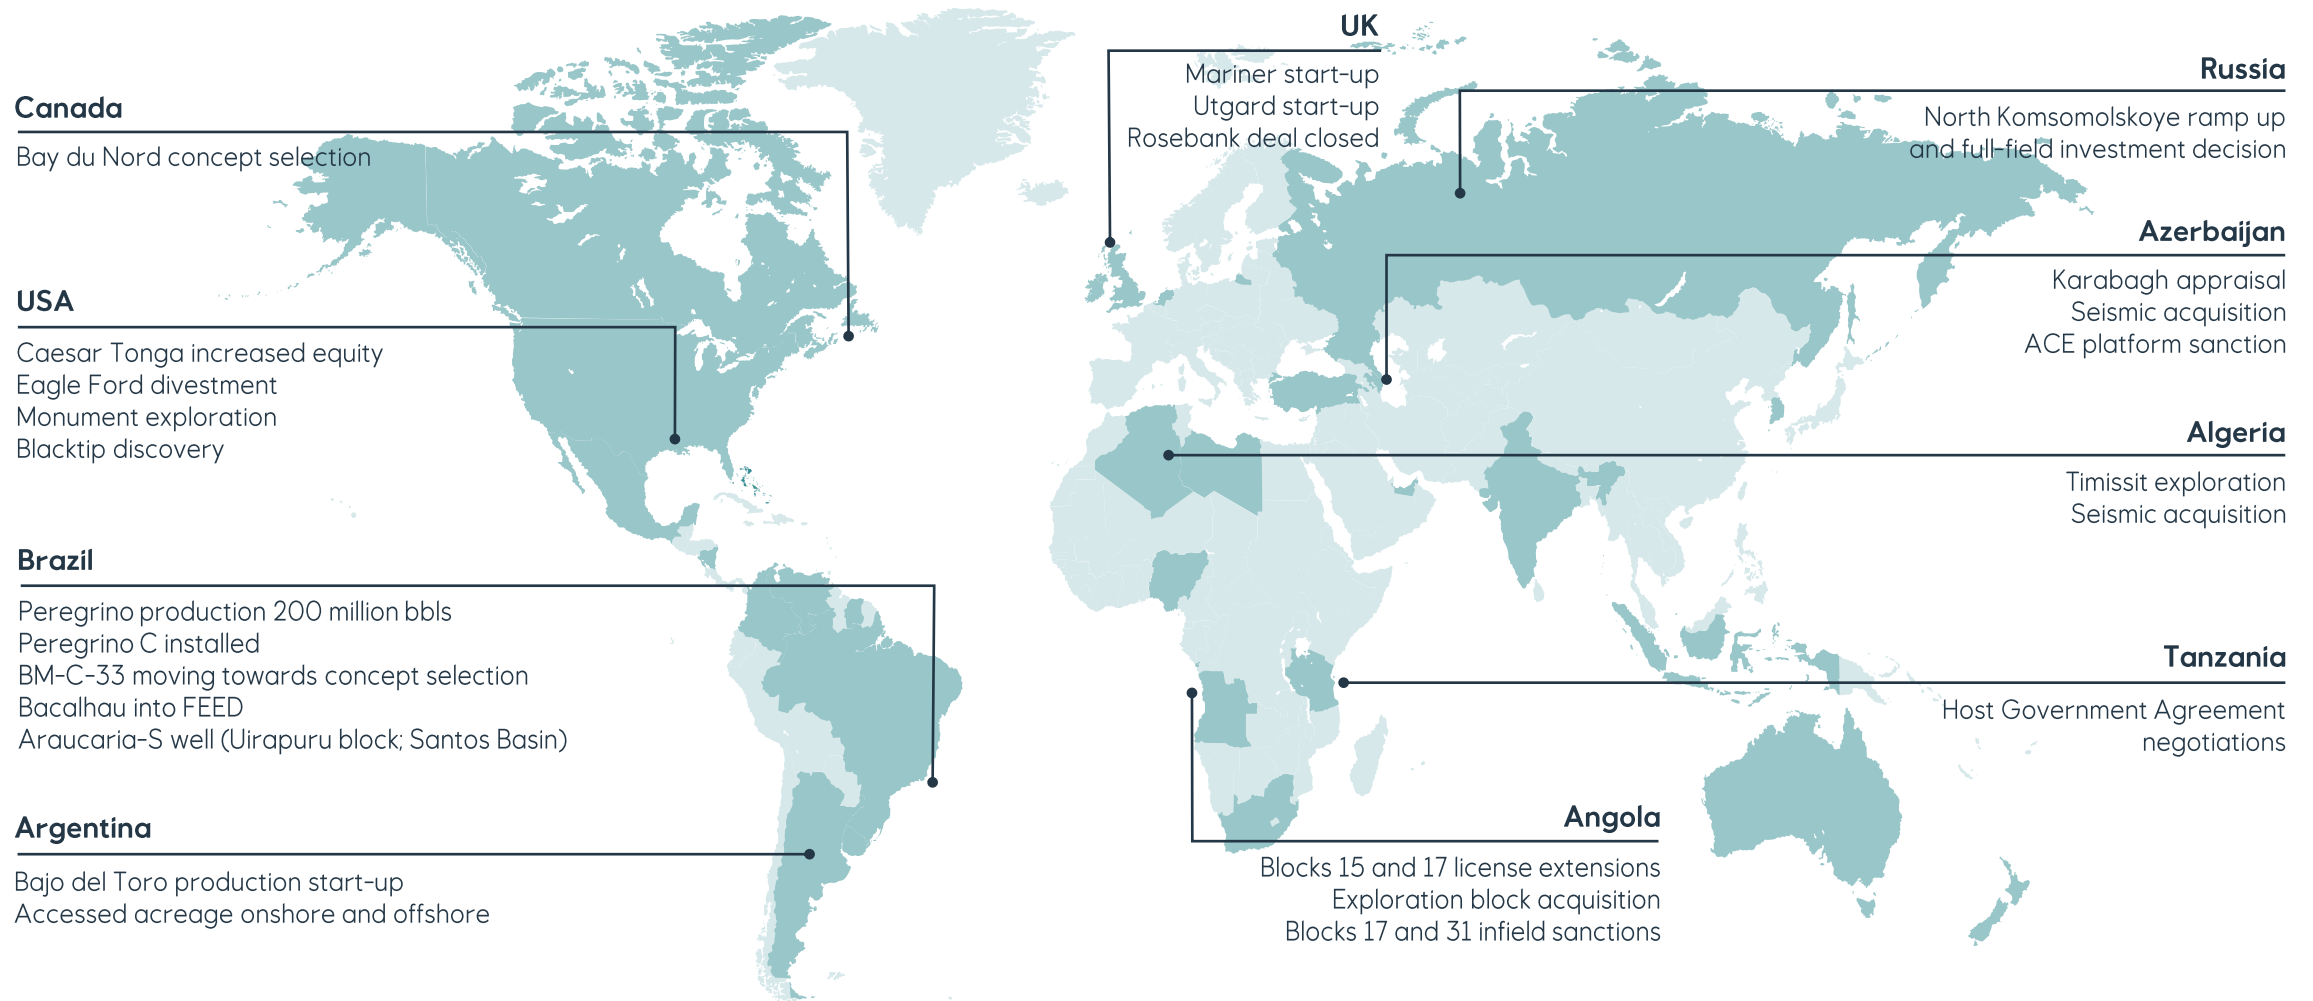 Canada
Bay du Nord concept selection
USA
Caesar Tonga increased equity
Eagle Ford divestment
Monument exploration
Blacktip discovery
Brazil
Peregrino production 200 million bbls
Peregrino C installed
BM-C-33 moving towards concept selection
Bacalhau into FEED
Araucaria-S well (Uirapuru block; Santos Basin)
Argentina
Bajo del Toro production start-up
Accessed acreage onshore and offshore
UK
Mariner start-up
Utgard start-up
Rosebank deal closed
Russia
North Komsomolskoye ramp up
and full-field investment decision
Azerbaijan
Karabagh appraisal
Seismic acquisition
ACE platform sanction
Algeria
Timissit exploration
Seismic acquisition
Tanzania
Host Government Agreement
negotiations
Angola
Blocks 15 and 17 license extensions
Exploration block acquisition
Blocks 17 and 31 infield sanctions